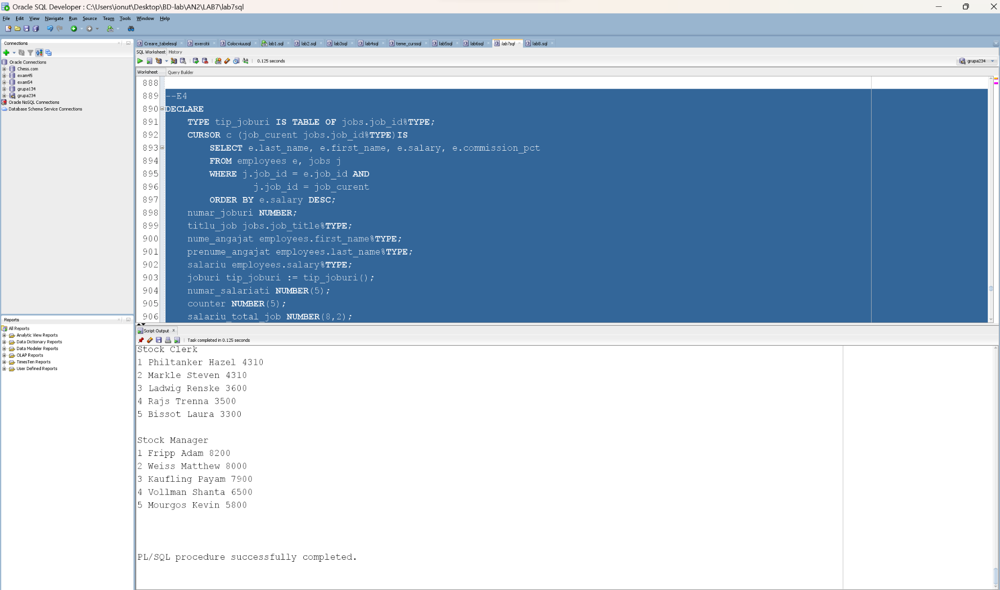 Oracle SQL Developer : C:\Users\ionut\Desktop\BD-lab\AN2\LAB7\lab7sql
File Edit View Navigate Run Source Team Tools Window Help
Connections
Oracle Connections
Chess.com
exam45
exam54
grupa134
grupa234
Oracle NoSQL Connections
Database Schema Service Connections
Reports
All Reports
Analytic View Reports
Data Dictionary Reports
Data Modeler Reports
OLAP Reports
TimesTen Reports
User Defined Reports
Creare_tabelesql exercitii Colocviuusql lab1.sql lab2.sql lab3sql lab4sql teme_curssql lab5sql lab6sql lab7sql lab8.sql
SQL Worksheet History
0.125 seconds
grupa234
Worksheet Query Builder
888
889 --E4
890 DECLARE
891 TYPE tip_joburi IS TABLE OF jobs.job_id%TYPE;
892 CURSOR c (job_curent jobs.job_id%TYPE)IS
893 SELECT e.last_name, e.first_name, e.salary, e.commission_pct
894 FROM employees e, jobs j
895 WHERE j.job_id = e.job_id AND
896 j.job_id = job_curent
897 ORDER BY e.salary DESC;
898 numar_joburi NUMBER;
899 titlu_job jobs.job_title%TYPE;
900 nume_angajat employees.first_name%TYPE;
901 prenume_angajat employees.last_name%TYPE;
902 salariu employees.salary%TYPE;
903 joburi tip_joburi := tip_joburi();
904 numar_salariati NUMBER(5);
905 counter NUMBER(5);
906 salariu_total_job NUMBER(8,2);
Script Output
Task completed in 0.125 seconds
Stock Clerk
1 Philtanker Hazel 4310
2 Markle Steven 4310
3 Ladwig Renske 3600
4 Rajs Trenna 3500
5 Bissot Laura 3300
Stock Manager
1 Fripp Adam 8200
2 Weiss Matthew 8000
3 Kaufling Payam 7900
4 Vollman Shanta 6500
5 Mourgos Kevin 5800
PL/SQL procedure successfully completed.